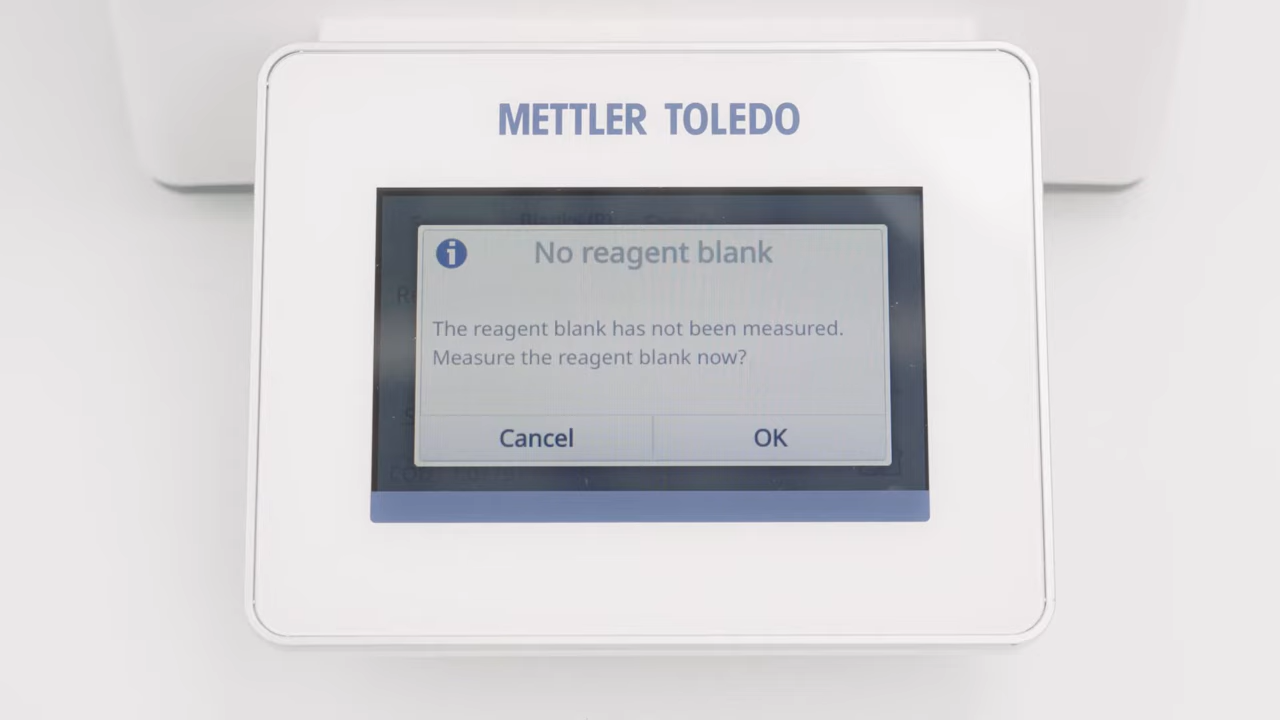 METTLER TOLEDO
No reagent blank
The reagent blank has not been measured.
Measure the reagent blank now?
Cancel OK